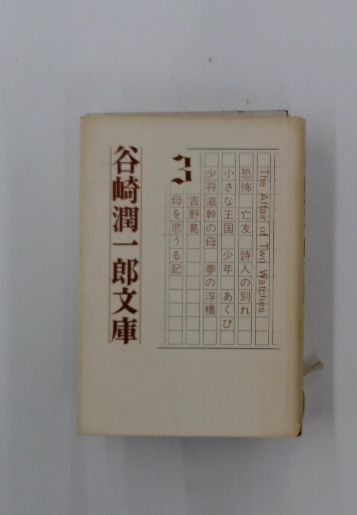 谷崎潤一郎文庫
3
The Affair of Two Watches
恐怖 亡友 詩人の別れ
小さな王国 少年 あくび
少将滋幹の母 夢の浮橋
吉野葛
母を恋うる記